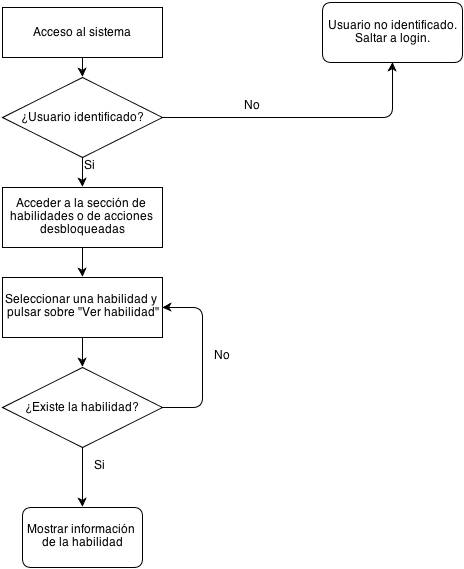 Acceso al sistema
Usuario no identificado.
Saltar a login.
¿Usuario identificado?
No
Si
Acceder a la sección de
habilidades o de acciones
desbloqueadas
Seleccionar una habilidad y
pulsar sobre "Ver habilidad"
No
¿Existe la habilidad?
Si
Mostrar información
de la habilidad